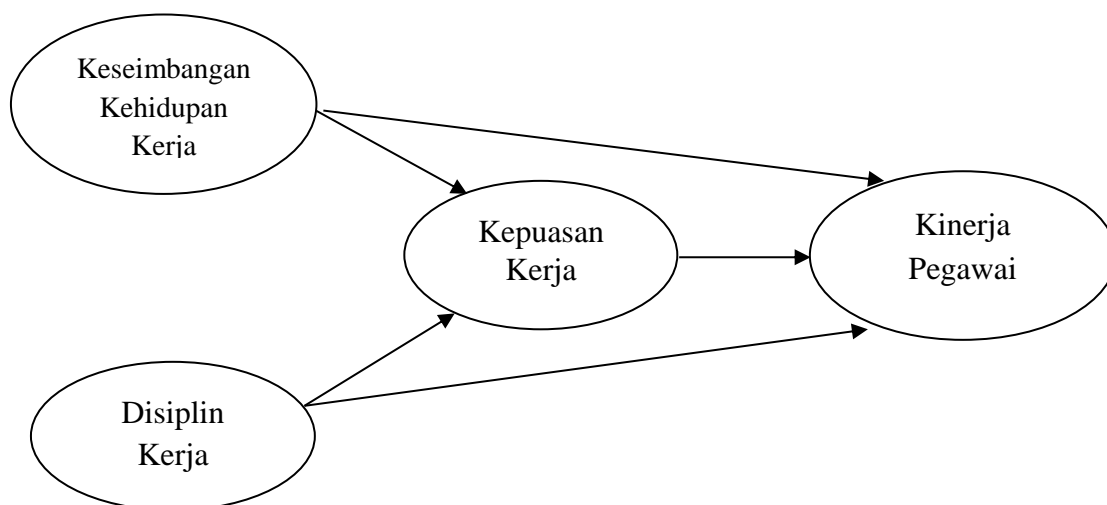 Keseimbangan
Kehidupan
Kerja
Kepuasan
Kerja
Kinerja
Pegawai
Disiplin
Kerja